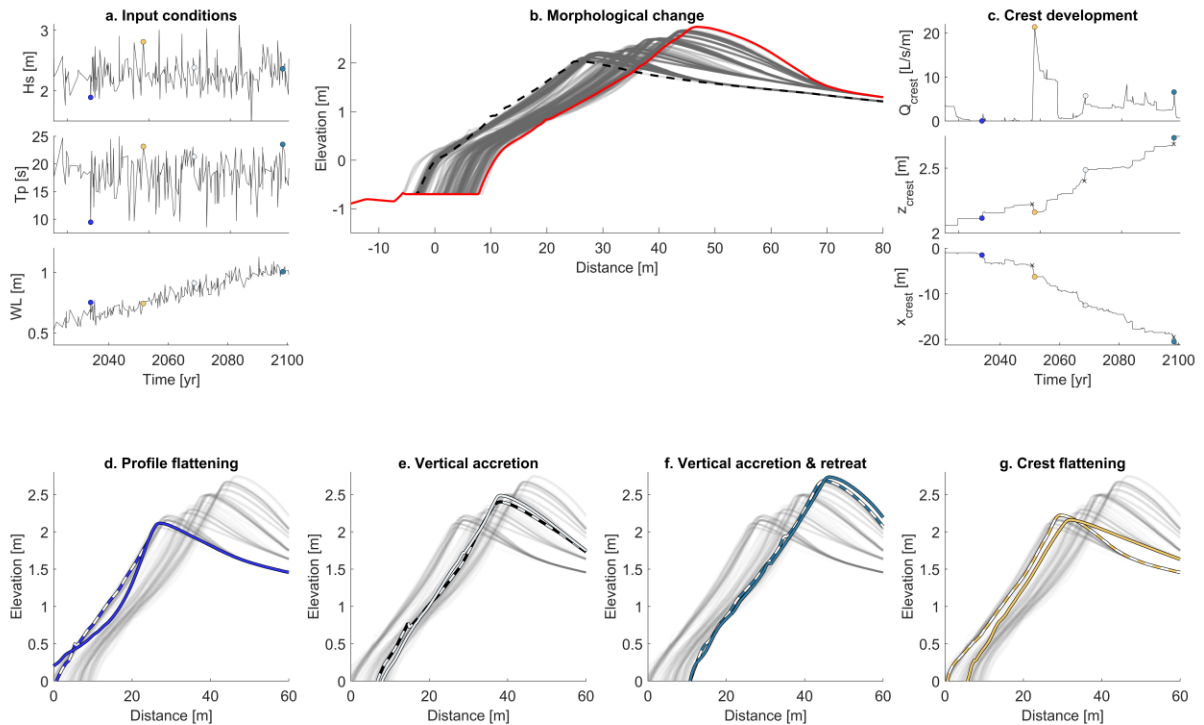 a. Input conditions
b. Morphological change
c. Crest development
Hs [m]
3
2
Tp [s]
25
20
15
10
WL [m]
1
0.5
2040 2060 2080 2100
Time [yr]
Elevation [m]
2
1
0
-1
-10 0 10 20 30 40 50 60 70 80
Distance [m]
Q_crest [L/s/m]
20
10
0
z_crest [m]
2.5
2
x_crest [m]
0
-10
-20
2040 2060 2080 2100
Time [yr]
d. Profile flattening
e. Vertical accretion
f. Vertical accretion & retreat
g. Crest flattening
Elevation [m]
2.5
2
1.5
1
0.5
0
0 20 40 60
Distance [m]
Elevation [m]
2.5
2
1.5
1
0.5
0
0 20 40 60
Distance [m]
Elevation [m]
2.5
2
1.5
1
0.5
0
0 20 40 60
Distance [m]
Elevation [m]
2.5
2
1.5
1
0.5
0
0 20 40 60
Distance [m]